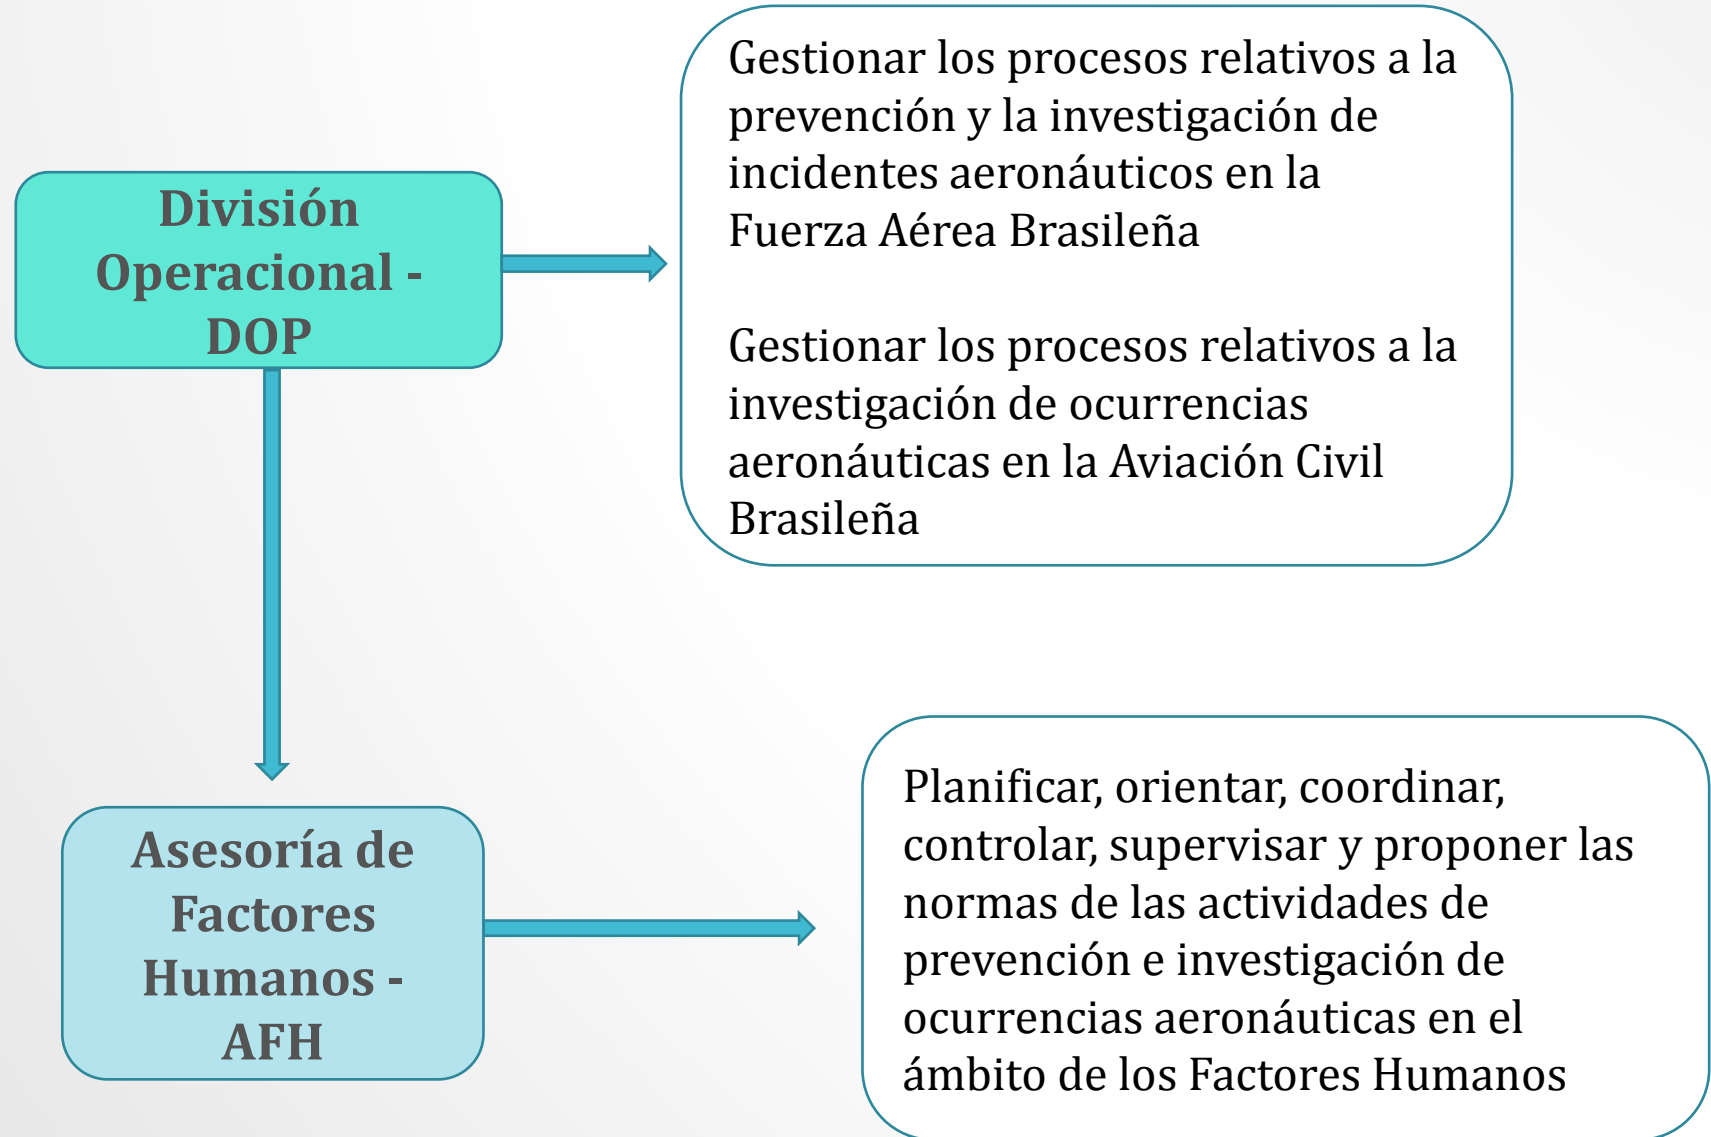 División
Operacional -
DOP
Gestionar los procesos relativos a la
prevención y la investigación de
incidentes aeronáuticos en la
Fuerza Aérea Brasileña
Gestionar los procesos relativos a la
investigación de ocurrencias
aeronáuticas en la Aviación Civil
Brasileña
Asesoría de
Factores
Humanos -
AFH
Planificar, orientar, coordinar,
controlar, supervisar y proponer las
normas de las actividades de
prevención e investigación de
ocurrencias aeronáuticas en el
ámbito de los Factores Humanos